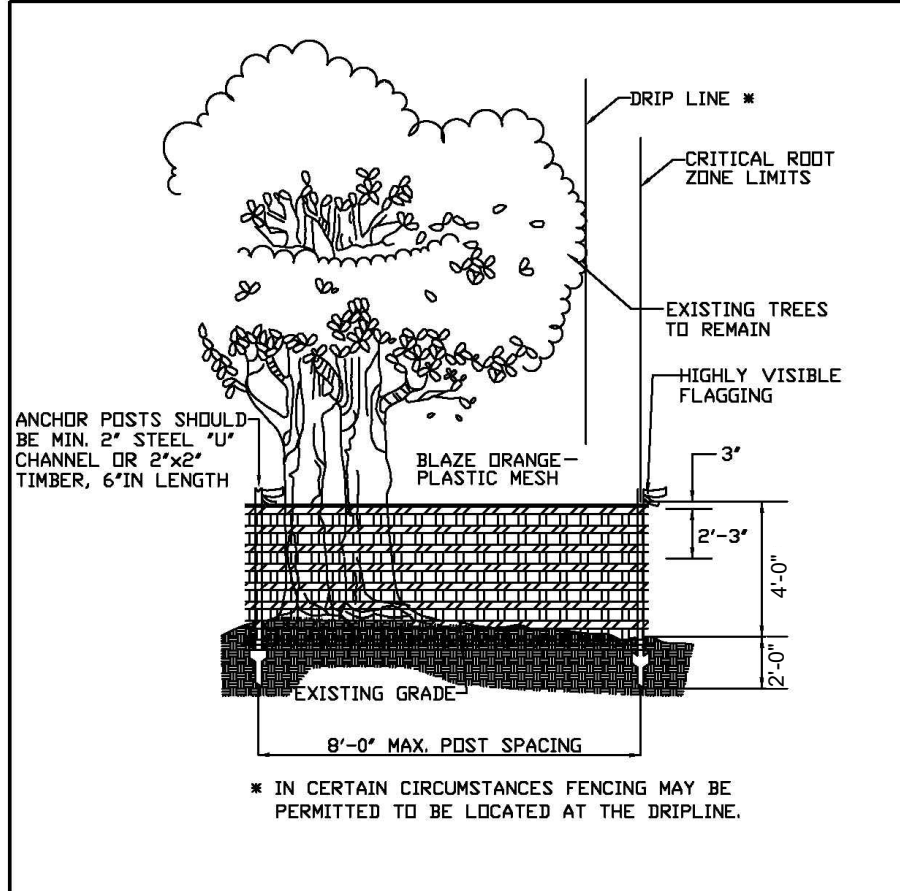 DRIP LINE *
CRITICAL ROOT
ZONE LIMITS
EXISTING TREES
TO REMAIN
HIGHLY VISIBLE
FLAGGING
ANCHOR POSTS SHOULD
BE MIN. 2" STEEL "U"
CHANNEL OR 2"x2"
TIMBER, 6"IN LENGTH
BLAZE ORANGE
PLASTIC MESH
3"
2'-3"
4'-0"
2'-0"
EXISTING GRADE
8'-0" MAX. POST SPACING
* IN CERTAIN CIRCUMSTANCES FENCING MAY BE
PERMITTED TO BE LOCATED AT THE DRIPLINE.